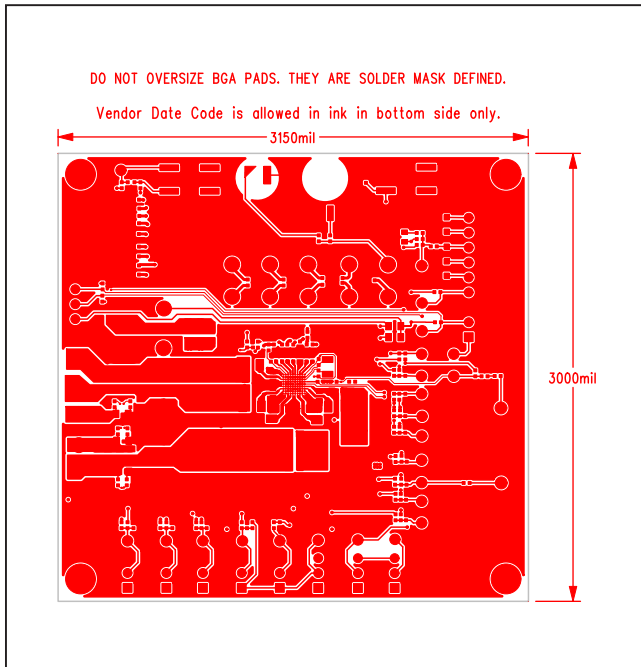 DO NOT OVERSIZE BGA PADS. THEY ARE SOLDER MASK DEFINED.
Vendor Date Code is allowed in ink in bottom side only.
3150mil
3000mil